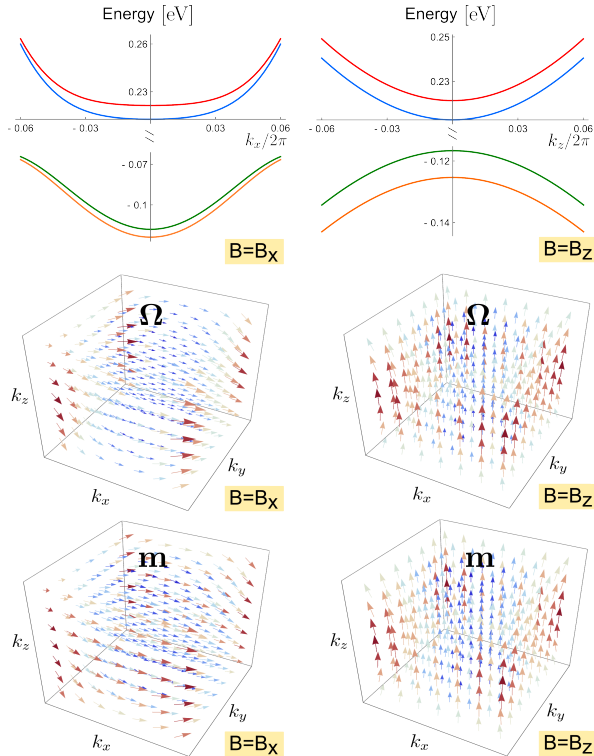 Energy [eV]
0.26
0.23
- 0.06
- 0.03
0.03
0.06
k_x/2π
- 0.07
- 0.1
B=B_x
Energy [eV]
0.25
0.23
- 0.06
- 0.03
0.03
0.06
k_z/2π
- 0.12
- 0.14
B=B_z
Ω
k_z
k_x
k_y
B=B_x
Ω
k_z
k_x
k_y
B=B_z
m
k_z
k_x
k_y
B=B_x
m
k_z
k_x
k_y
B=B_z